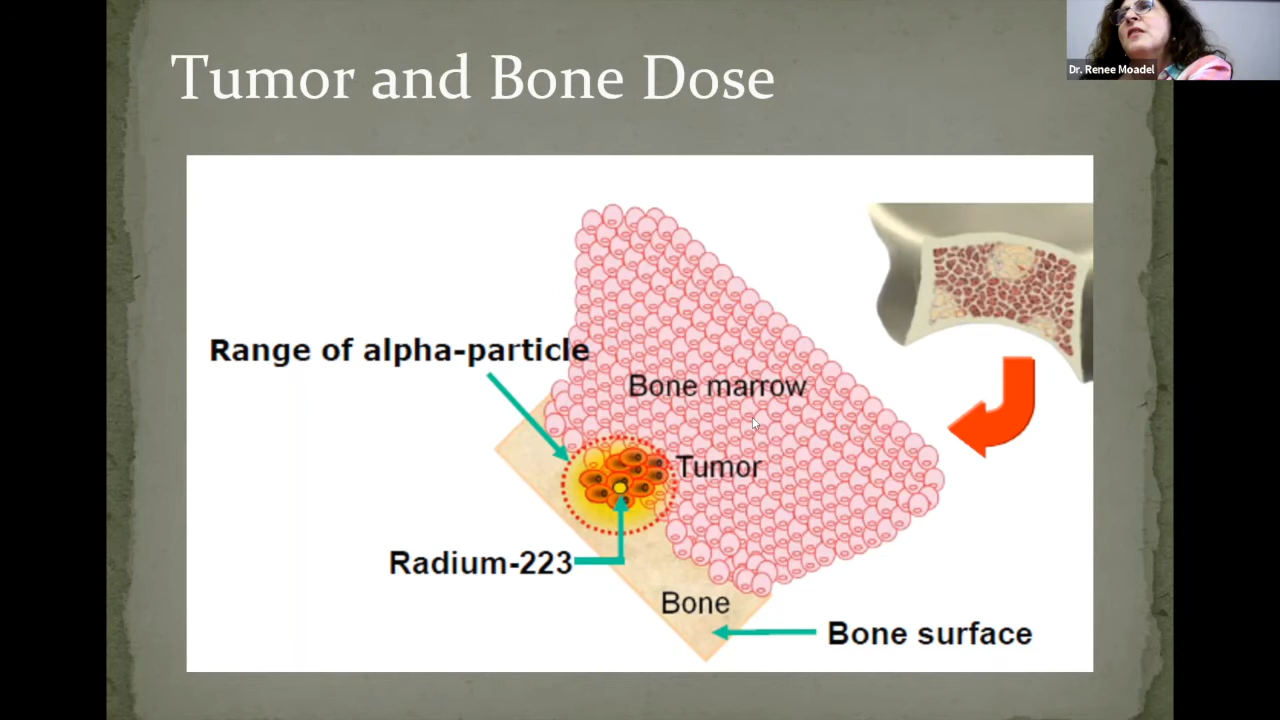 Tumor and Bone Dose
Dr. Renee Moadel
Range of alpha-particle
Bone marrow
Tumor
Radium-223
Bone
Bone surface